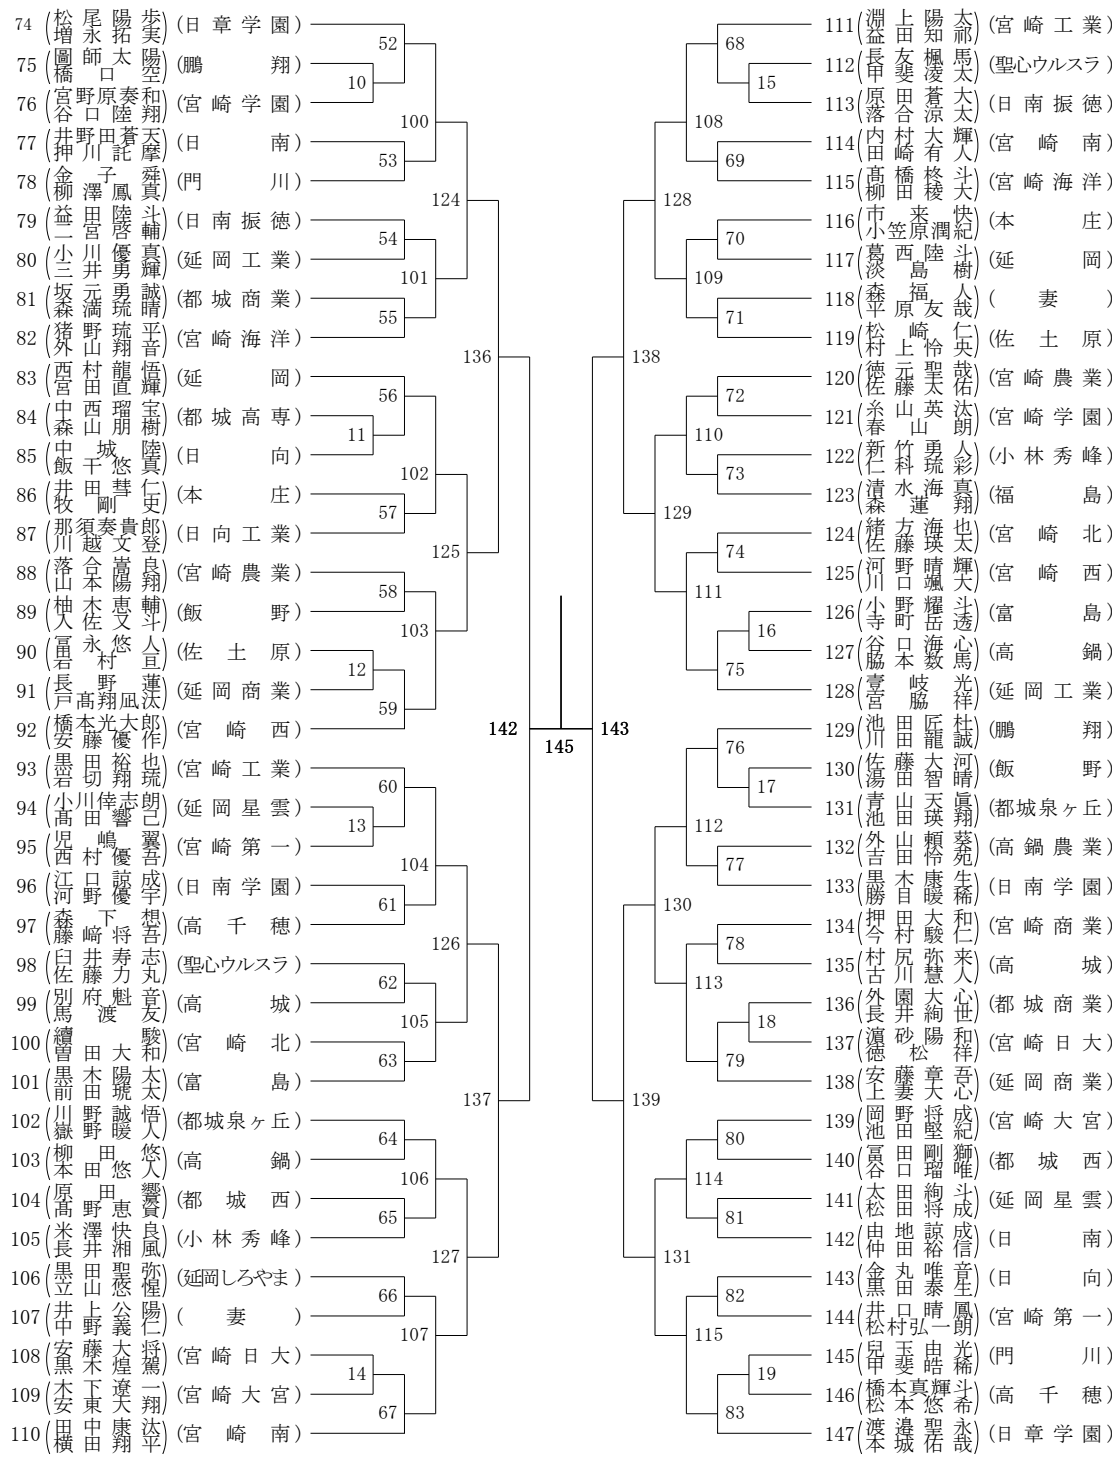 74 (松尾陽歩 増永拓実) (日章学園)
75 (圖師太陽 橋口空) (鵬翔)
76 (宮野原奏和 谷口陸翔) (宮崎学園)
77 (井野田蒼天 押川託摩) (日南)
78 (金子舜 柳澤鳳真) (門川)
79 (益田陸斗 二宮啓輔) (日南振徳)
80 (小川優真 三井勇輝) (延岡工業)
81 (坂元勇誠 森満琉晴) (都城商業)
82 (猪野琉平 外山翔音) (宮崎海洋)
83 (西村龍悟 宮田直輝) (延岡)
84 (中西瑠宝 森山朋樹) (都城高専)
85 (中城陸 飯干悠真) (日向)
86 (井田彗仁 牧剛史) (本庄)
87 (那須奏貴郎 川越文登) (日向工業)
88 (落合嵩良 山本陽翔) (宮崎農業)
89 (柚木恵輔 入佐又斗) (飯野)
90 (冨永悠人 岩村亘) (佐土原)
91 (長野蓮 戸髙翔凪汰) (延岡商業)
92 (橋本光太郎 安藤優作) (宮崎西)
93 (黒田裕也 岩切翔琉) (宮崎工業)
94 (小川倖志朗 髙田響己) (延岡星雲)
95 (児嶋翼 西村優吾) (宮崎第一)
96 (江口諒成 河野優宇) (日南学園)
97 (森下想 藤﨑将吾) (高千穂)
98 (臼井寿志 佐藤力丸) (聖心ウルスラ)
99 (別府魁音 馬渡友) (高城)
100 (續駿 曽田大和) (宮崎北)
101 (黒木陽太 前田琥太) (富島)
102 (川野誠悟 嶽野暖人) (都城泉ヶ丘)
103 (柳田悠 本田悠人) (高鍋)
104 (原田響 髙野恵賢) (都城西)
105 (米澤快良 長井湘風) (小林秀峰)
106 (黒田聖弥 立山悠惺) (延岡しろやま)
107 (井上公陽 中野義仁) (妻)
108 (安藤大将 黒木煌駕) (宮崎日大)
109 (木下遼一 安東大翔) (宮崎大宮)
110 (田中康汰 横田翔平) (宮崎南)
52
10
100
53
124
54
101
55
136
56
11
102
57
125
58
103
12
59
142
60
13
104
61
126
62
105
63
137
64
106
65
127
66
107
14
67
145
143
68
15
108
69
128
70
109
71
138
72
110
73
129
74
111
16
75
76
17
112
77
130
78
113
18
79
139
80
114
81
131
82
115
19
83
111 (淵上陽太 益田知祁) (宮崎工業)
112 (長友楓馬 甲斐凌太) (聖心ウルスラ)
113 (原田蒼大 落合涼太) (日南振徳)
114 (内村大輝 田崎有人) (宮崎南)
115 (髙橋柊斗 柳田稜大) (宮崎海洋)
116 (市来快 小笠原潤紀) (本庄)
117 (葛西陸斗 淡島樹) (延岡)
118 (森福人 平原友哉) (妻)
119 (松崎仁 村上怜央) (佐土原)
120 (徳元聖哉 佐藤太佑) (宮崎農業)
121 (糸山英汰 春山朗) (宮崎学園)
122 (新竹勇人 仁科琉彩) (小林秀峰)
123 (清水海真 森蓮翔) (福島)
124 (緒方海也 佐藤瑛太) (宮崎北)
125 (河野晴輝 川口颯大) (宮崎西)
126 (小野耀斗 寺町岳透) (富島)
127 (谷口海心 脇本数馬) (高鍋)
128 (壹岐光 宮脇祥) (延岡工業)
129 (池田匠杜 川田龍誠) (鵬翔)
130 (佐藤大河 湯田智晴) (飯野)
131 (青山天眞 池田瑛翔) (都城泉ヶ丘)
132 (外山頼葵 吉田怜苑) (高鍋農業)
133 (黒木康生 勝目暖稀) (日南学園)
134 (押田大和 今村駿仁) (宮崎商業)
135 (村尻弥来 古川慧人) (高城)
136 (外園大心 長井絢世) (都城商業)
137 (濵砂陽和 徳松祥) (宮崎日大)
138 (安藤章吾 上妻大心) (延岡商業)
139 (岡野将成 池田堅紀) (宮崎大宮)
140 (冨田剛獅 谷口瑠唯) (都城西)
141 (太田絢斗 松田将成) (延岡星雲)
142 (由地諒成 仲田裕信) (日南)
143 (金丸唯音 黒田泰生) (日向)
144 (井口晴鳳 松村弘一朗) (宮崎第一)
145 (兒玉由光 甲斐皓稀) (門川)
146 (橋本真輝斗 松本悠希) (高千穂)
147 (渡邉聖永 本城佑哉) (日章学園)